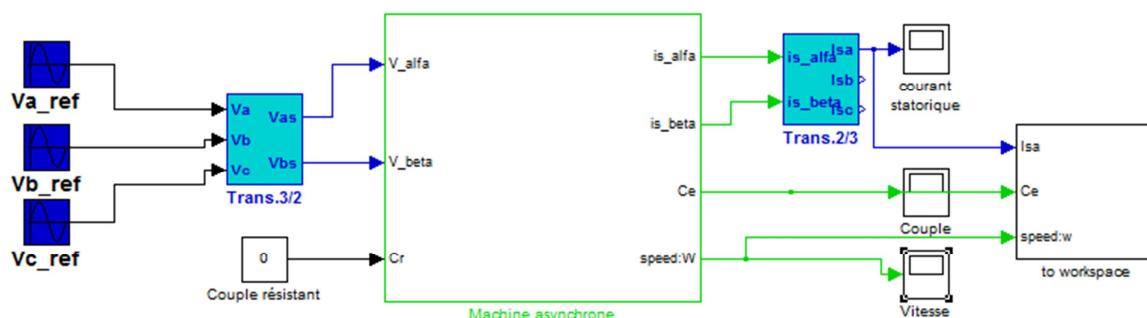 Va_ref
Vb_ref
Vc_ref
Va
Vb
Vc
Vas
Vbs
Trans.3/2
0
Couple résistant
V_alfa
V_beta
Cr
is_alfa
is_beta
Ce
speed:W
Machine asynchrone
is_alfa
is_beta
Isa
Isb
Isc
Trans.2/3
courant
statorique
Couple
Vitesse
Isa
Ce
speed:w
to workspace